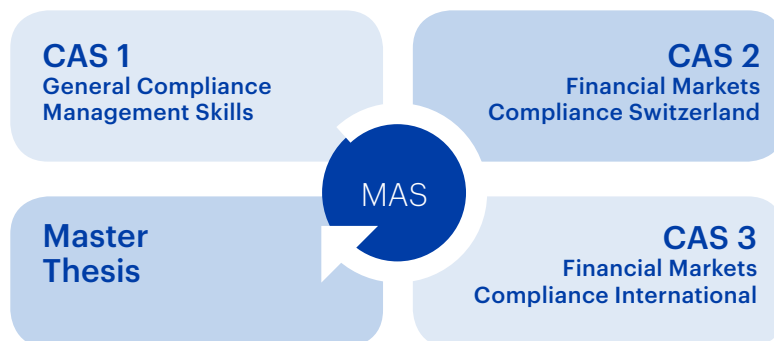 CAS 1
General Compliance
Management Skills
CAS 2
Financial Markets
Compliance Switzerland
MAS
Master
Thesis
CAS 3
Financial Markets
Compliance International